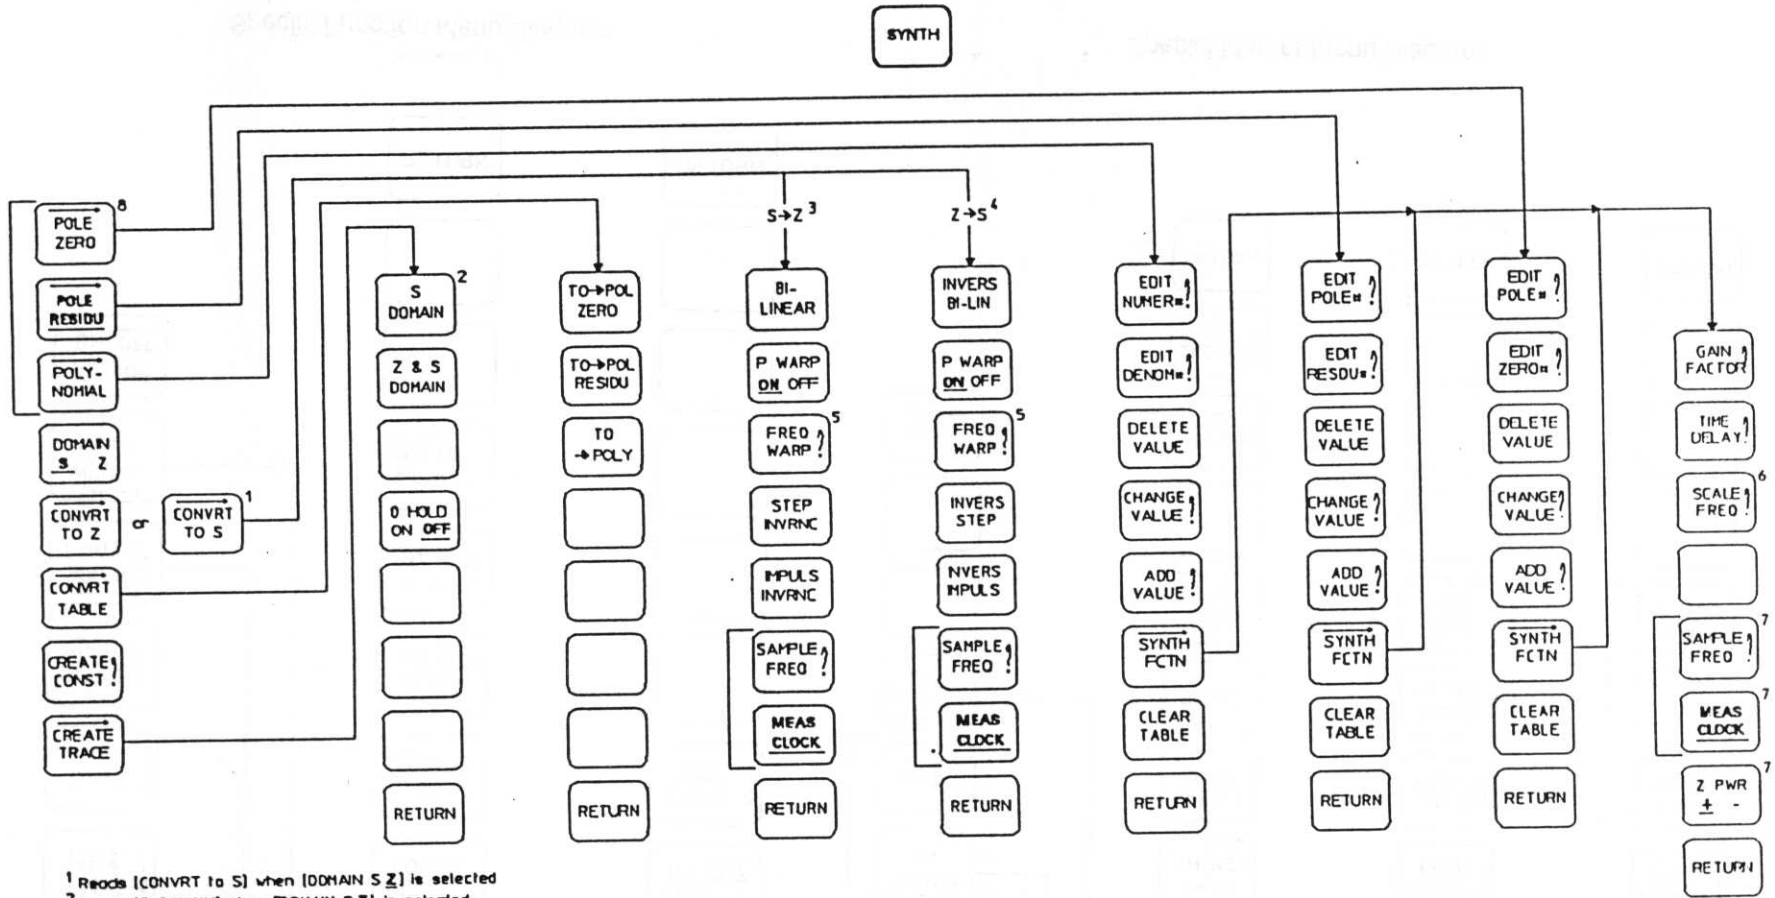 SYNTH
POLE
ZERO
8
POLE
RESIDU
POLY-
NOMIAL
DOMAIN
S Z
CONVRT
TO Z
or
CONVRT
TO S
1
CONVRT
TABLE
CREATE
CONST ?
CREATE
TRACE
S
DOMAIN
2
Z & S
DOMAIN
0 HOLD
ON OFF
RETURN
TO→POL
ZERO
TO→POL
RESIDU
TO
→POLY
RETURN
S→Z 3
BI-
LINEAR
P WARP
ON OFF
FREQ
WARP ?
5
STEP
INVRNC
IMPULS
INVRNC
SAMPLE
FREQ ?
MEAS
CLOCK
RETURN
Z→S 4
INVERS
BI-LIN
P WARP
ON OFF
FREQ
WARP ?
5
INVERS
STEP
NVERS
IMPULS
SAMPLE
FREQ ?
MEAS
CLOCK
RETURN
EDIT
NUMER# ?
EDIT
DENOM# ?
DELETE
VALUE
CHANGE
VALUE ?
ADD
VALUE ?
SYNTH
FCTN
CLEAR
TABLE
RETURN
EDIT
POLE# ?
EDIT
RESDU# ?
DELETE
VALUE
CHANGE
VALUE ?
ADD
VALUE ?
SYNTH
FCTN
CLEAR
TABLE
RETURN
EDIT
POLE# ?
EDIT
ZERO# ?
DELETE
VALUE
CHANGE
VALUE ?
ADD
VALUE ?
SYNTH
FCTN
CLEAR
TABLE
RETURN
GAIN
FACTOR ?
TIME
DELAY ?
SCALE
FREQ ?
6
SAMPLE
FREQ ?
7
MEAS
CLOCK
7
Z PWR
+ -
7
RETURN
1 Reads [CONVRT to S] when [DOMAIN S Z] is selected